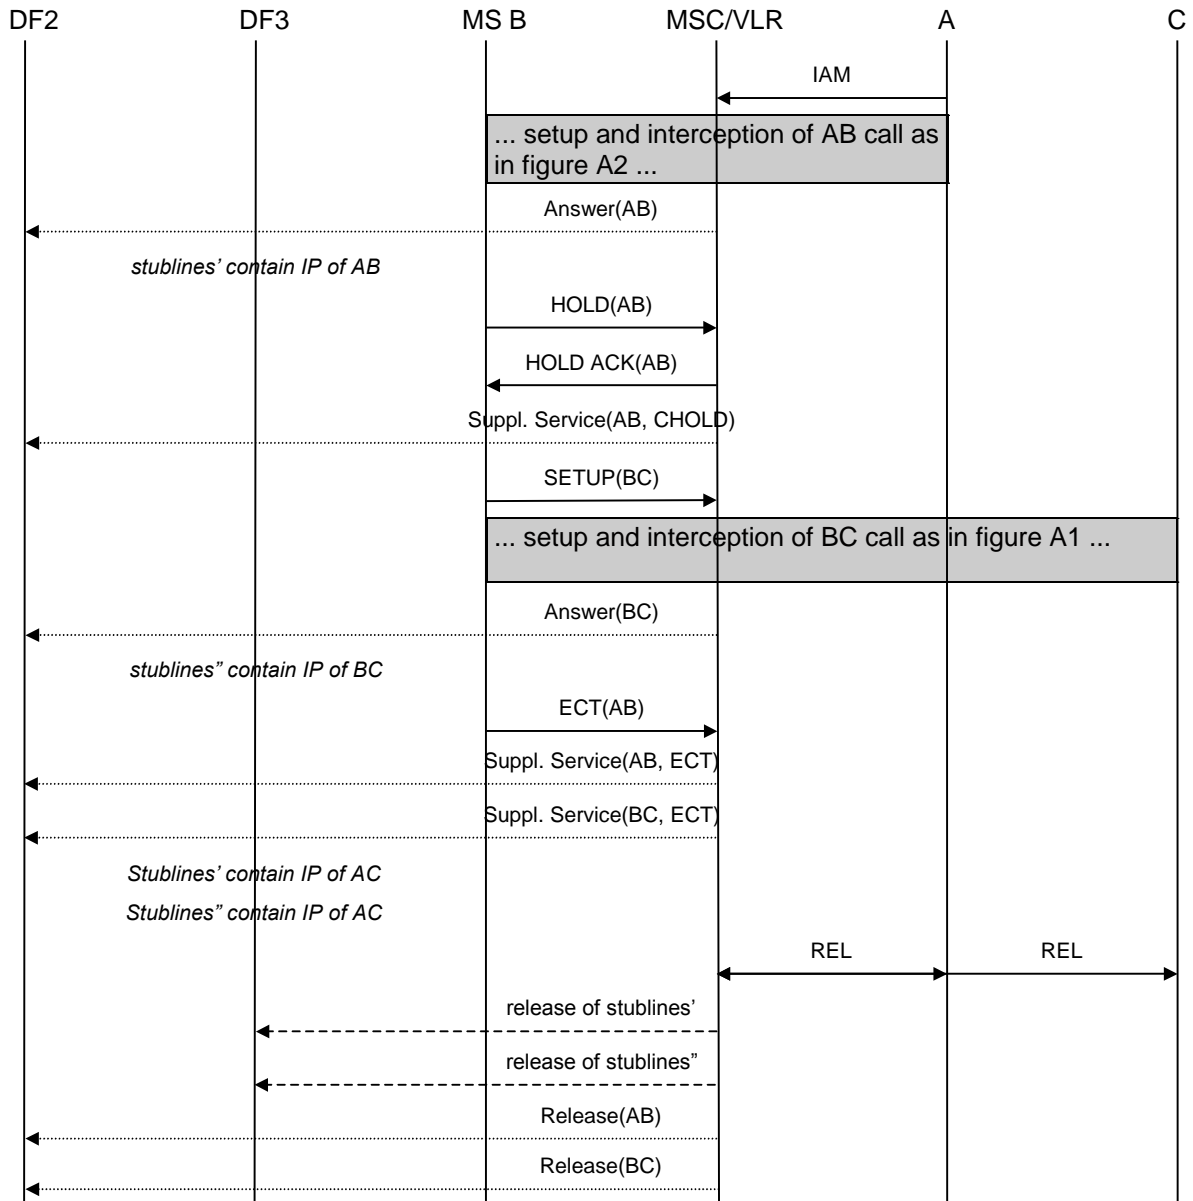 DF2 DF3 MS B MSC/VLR A C
IAM
... setup and interception of AB call as
in figure A2 ...
Answer(AB)
stublines’ contain IP of AB
HOLD(AB)
HOLD ACK(AB)
Suppl. Service(AB, CHOLD)
SETUP(BC)
... setup and interception of BC call as in figure A1 ...
Answer(BC)
stublines” contain IP of BC
ECT(AB)
Suppl. Service(AB, ECT)
Suppl. Service(BC, ECT)
Stublines’ contain IP of AC
Stublines” contain IP of AC
REL REL
release of stublines’
release of stublines”
Release(AB)
Release(BC)